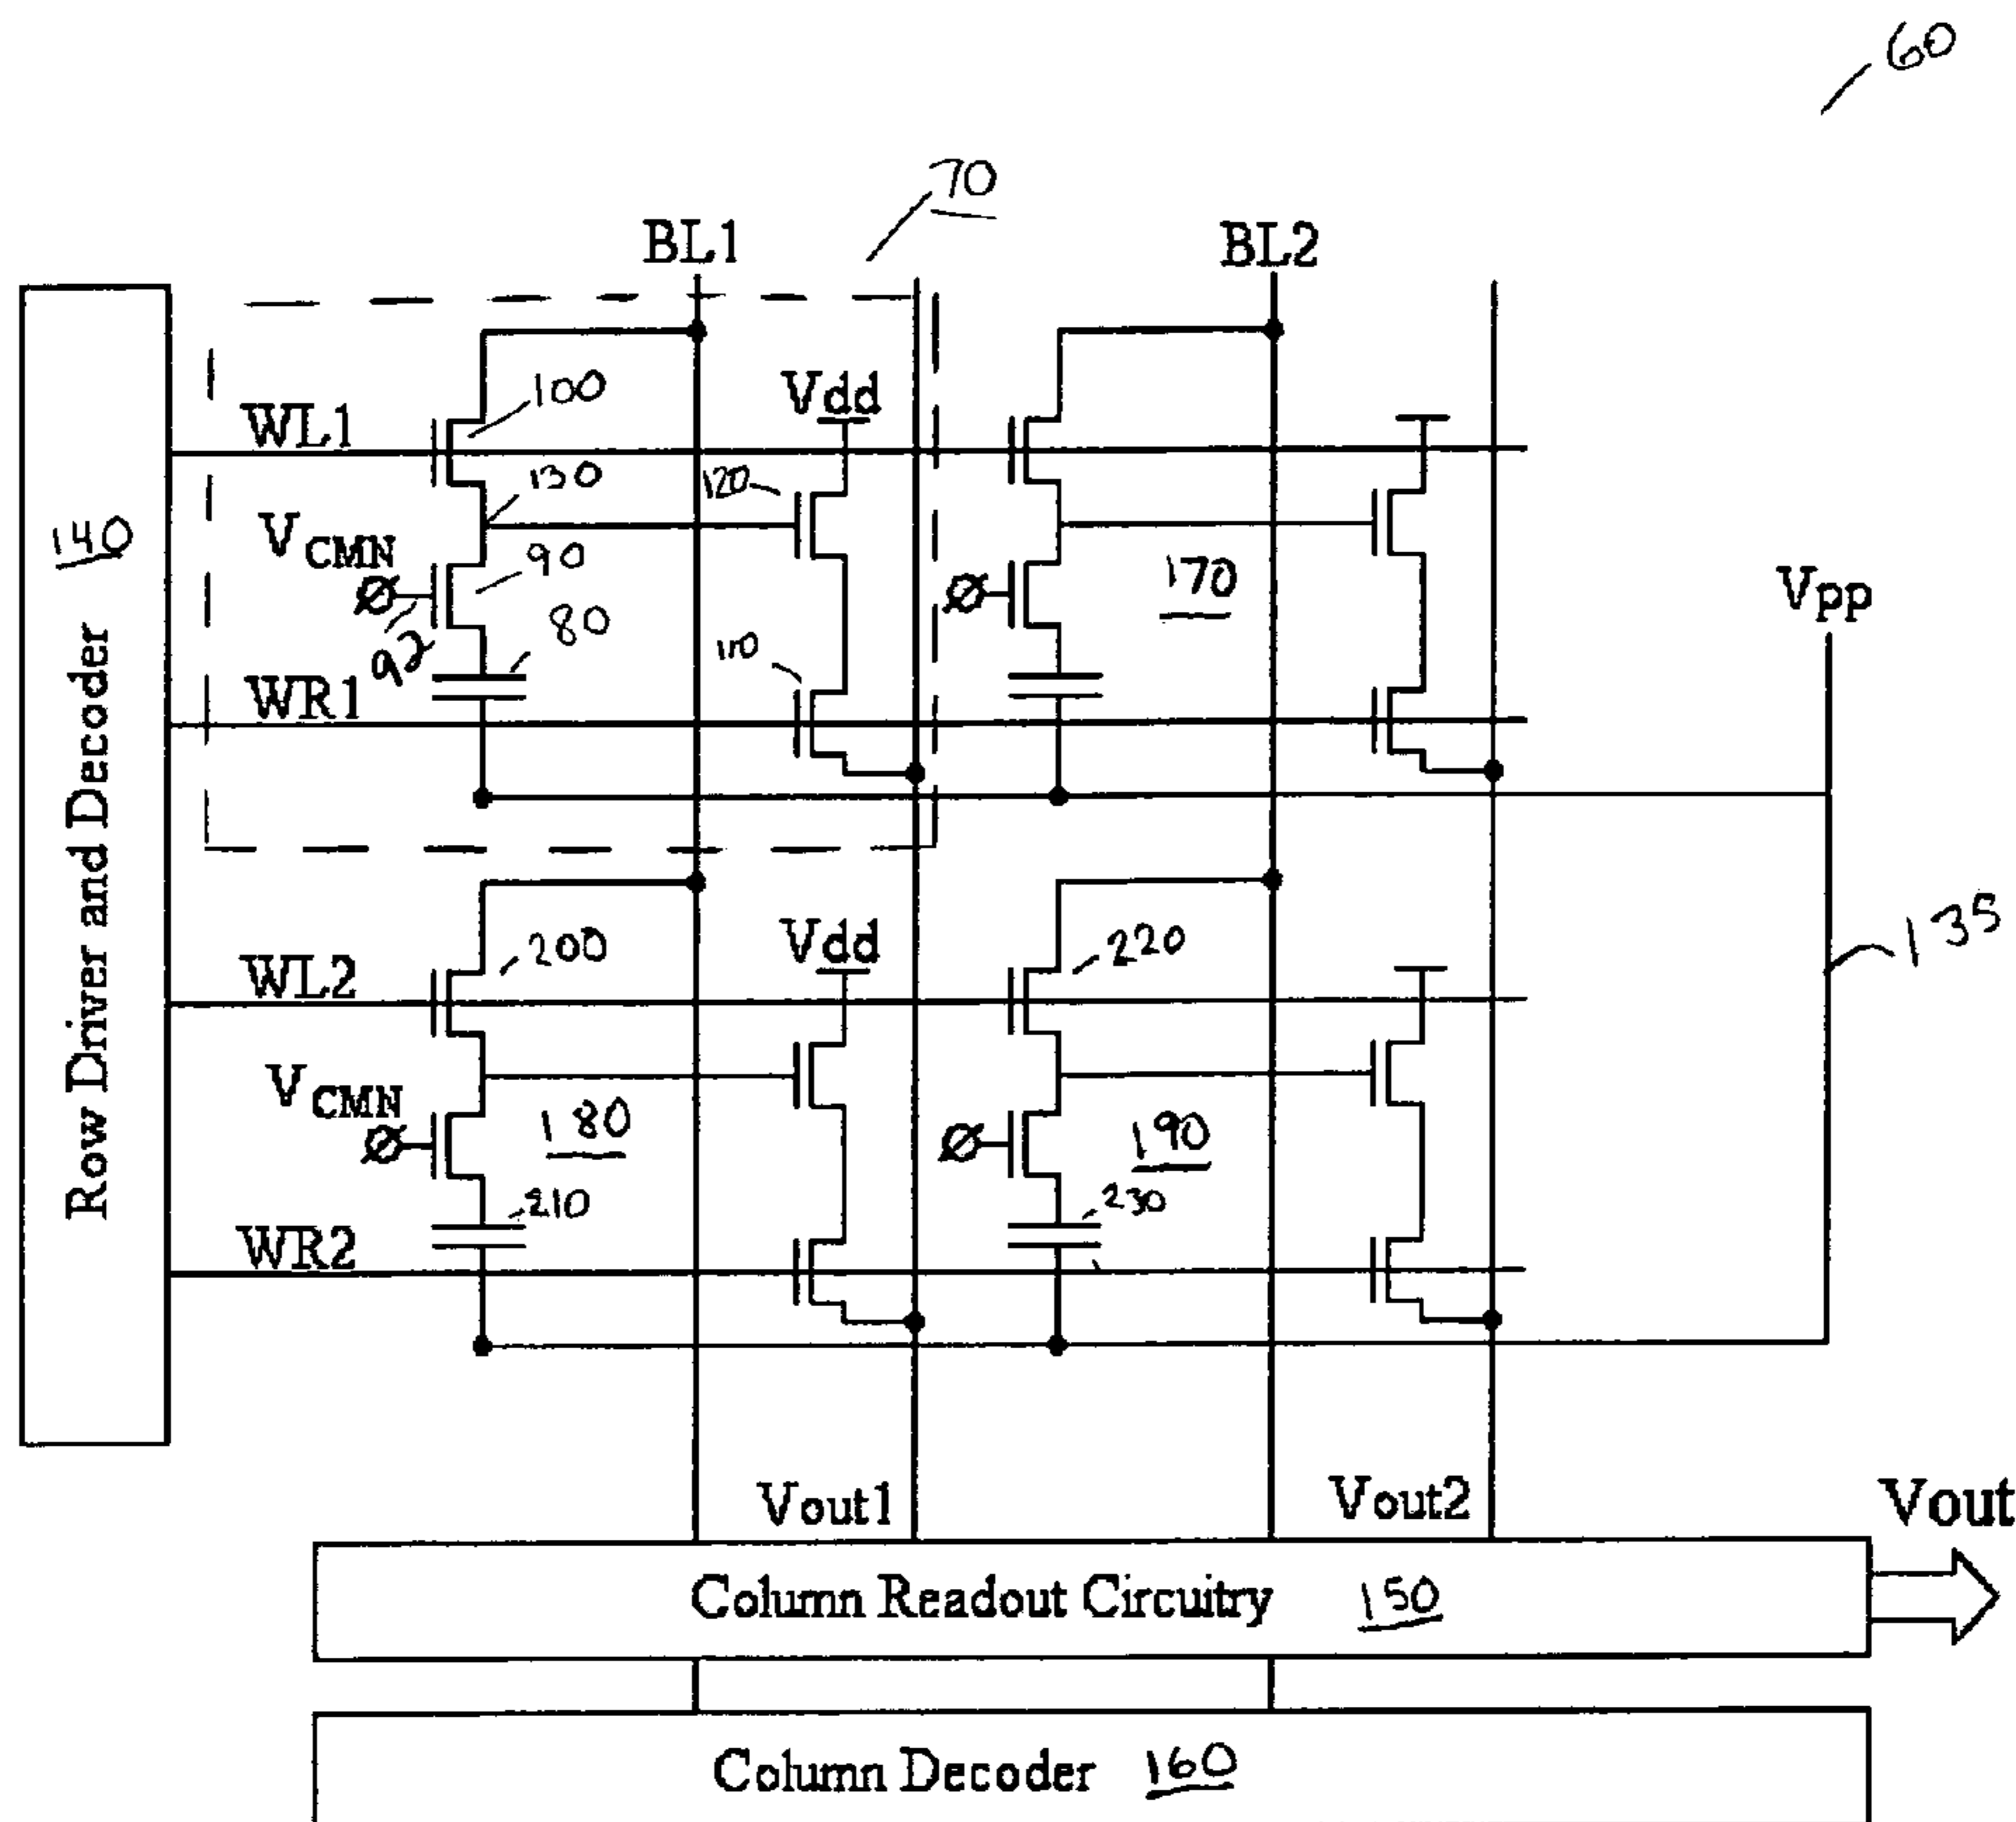 60
70
BL1
BL2
100
Vdd
WL1
130
120
V CMN
90
170
Vpp
92
80
110
WR1
140
Row Driver and Decoder
200
Vdd
220
135
WL2
V CMN
180
190
210
230
WR2
Vout1
Vout2
Vout
Column Readout Circuitry 150
Column Decoder 160